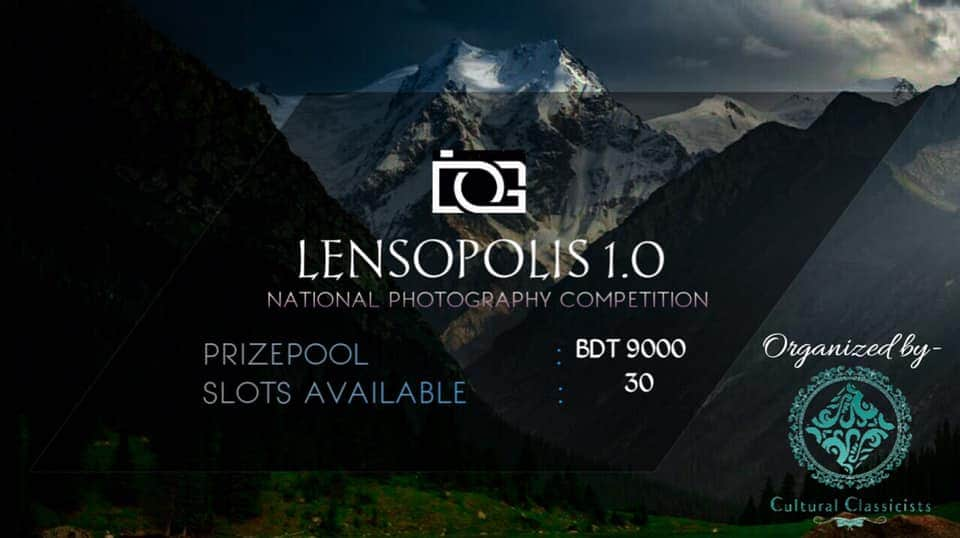 LENSOPOLIS 1.0
NATIONAL PHOTOGRAPHY COMPETITION
PRIZEPOOL : BDT 9000
SLOTS AVAILABLE : 30
Organized by-
Cultural Classicists